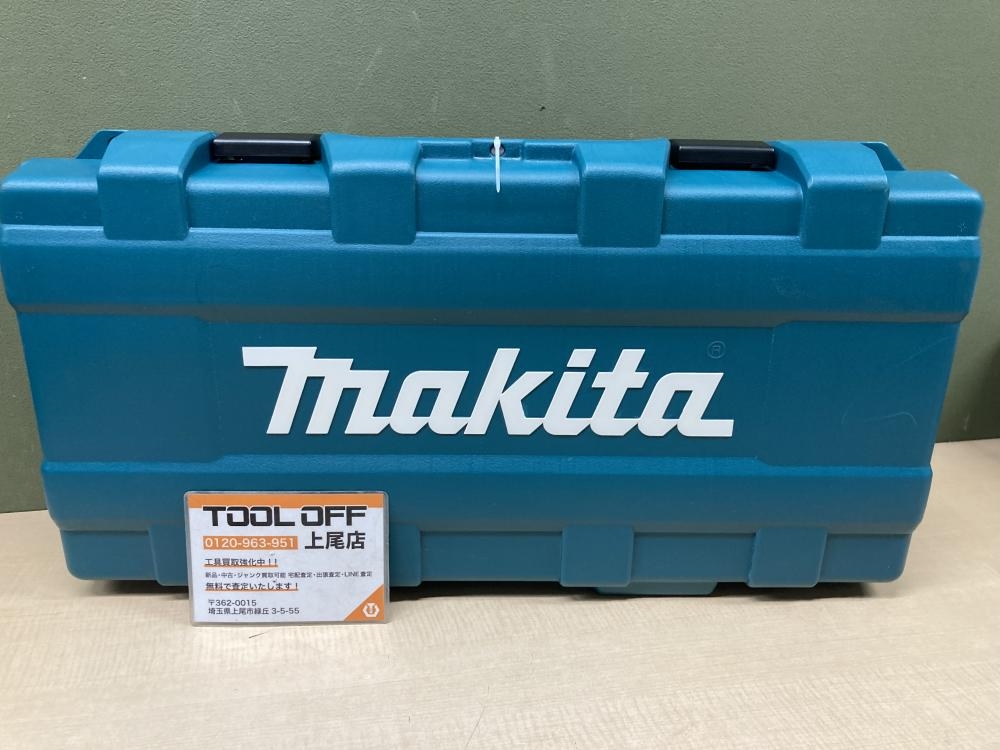 makita®
TOOL OFF
0120-963-951 上尾店
工具買取強化中！！
新品・中古・ジャンク買取可能 宅配査定・出張査定・LINE査定
無料で査定いたします！
〒362-0015
埼玉県上尾市緑丘 3-5-55